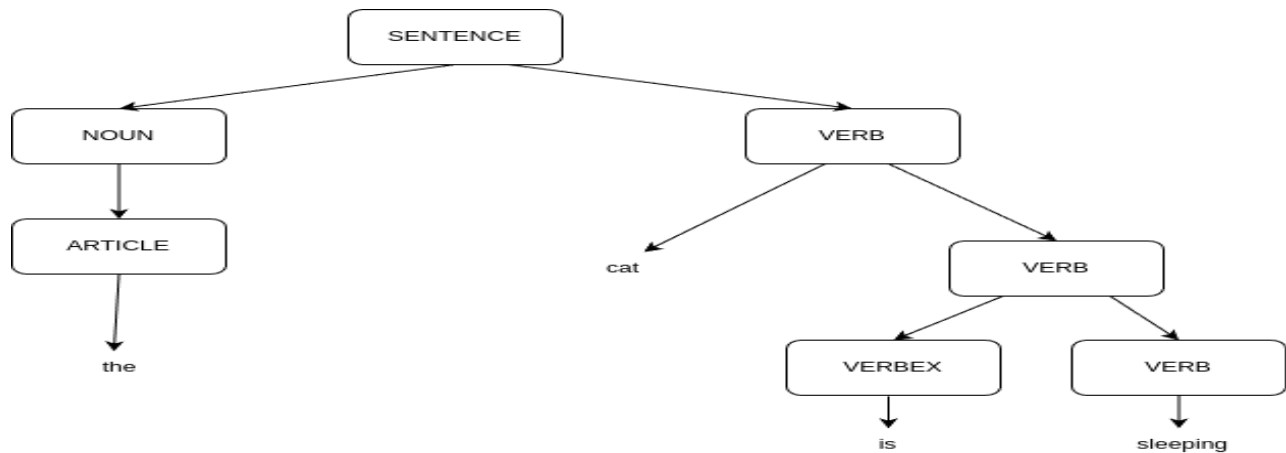 SENTENCE
NOUN
VERB
ARTICLE
cat
VERB
the
VERBEX
VERB
is
sleeping